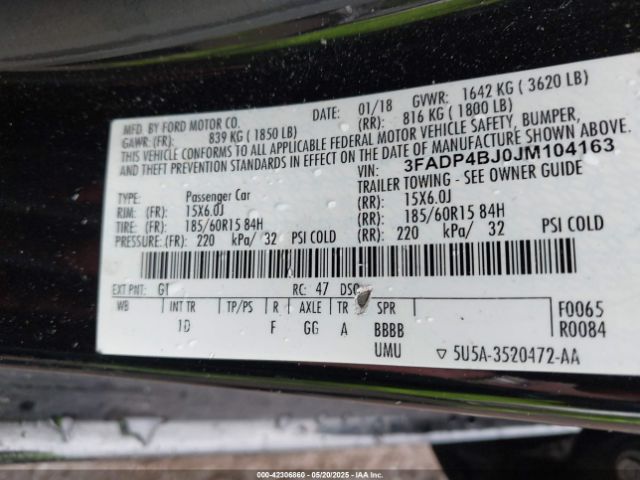 MFD. BY FORD MOTOR CO. DATE: 01/18 GVWR: 1642 KG ( 3620 LB)
GAWR: (FR): 839 KG ( 1850 LB) (RR): 816 KG ( 1800 LB)
THIS VEHICLE CONFORMS TO ALL APPLICABLE FEDERAL MOTOR VEHICLE SAFETY, BUMPER,
AND THEFT PREVENTION STANDARDS IN EFFECT ON THE DATE OF MANUFACTURE SHOWN ABOVE.
VIN: 3FADP4BJ0JM104163
TYPE: Passenger Car TRAILER TOWING - SEE OWNER GUIDE
RIM: (FR): 15X6.0J (RR): 15X6.0J
TIRE: (FR): 185/60R15 84H (RR): 185/60R15 84H
PRESSURE: (FR): 220 kPa/ 32 PSI COLD (RR): 220 kPa/ 32 PSI COLD
EXT PNT: G1 RC: 47 DSO:
WB INT TR TP/PS R AXLE TR SPR F0065
1D F GG A BBBB R0084
UMU ▽ 5U5A-3520472-AA
000-42306860 - 05/20/2025 - IAA Inc.